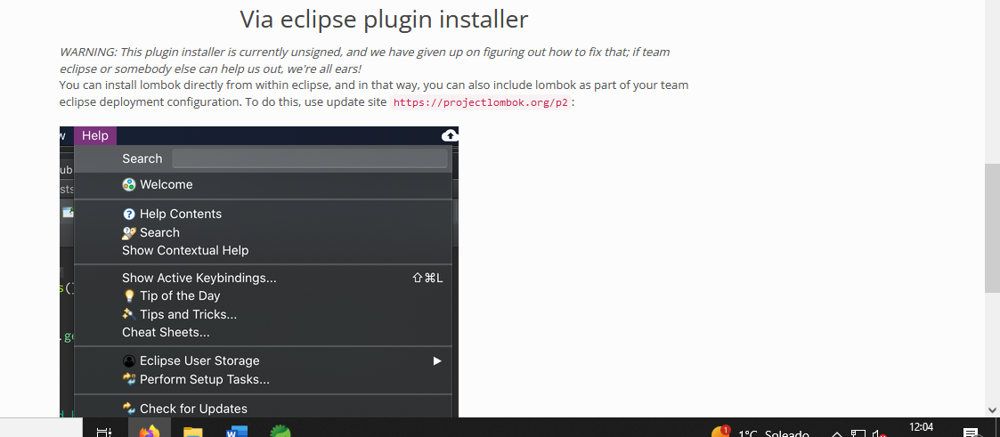 Via eclipse plugin installer
WARNING: This plugin installer is currently unsigned, and we have given up on figuring out how to fix that; if team
eclipse or somebody else can help us out, we're all ears!
You can install lombok directly from within eclipse, and in that way, you can also include lombok as part of your team
eclipse deployment configuration. To do this, use update site https://projectlombok.org/p2 :
w Help
Search
ub
Welcome
sts
Help Contents
Search
Show Contextual Help
Show Active Keybindings... ⇧⌘L
s()
Tip of the Day
Tips and Tricks...
Cheat Sheets...
.ge
Eclipse User Storage
Perform Setup Tasks...
Check for Updates
1 1°C Soleado 12:04